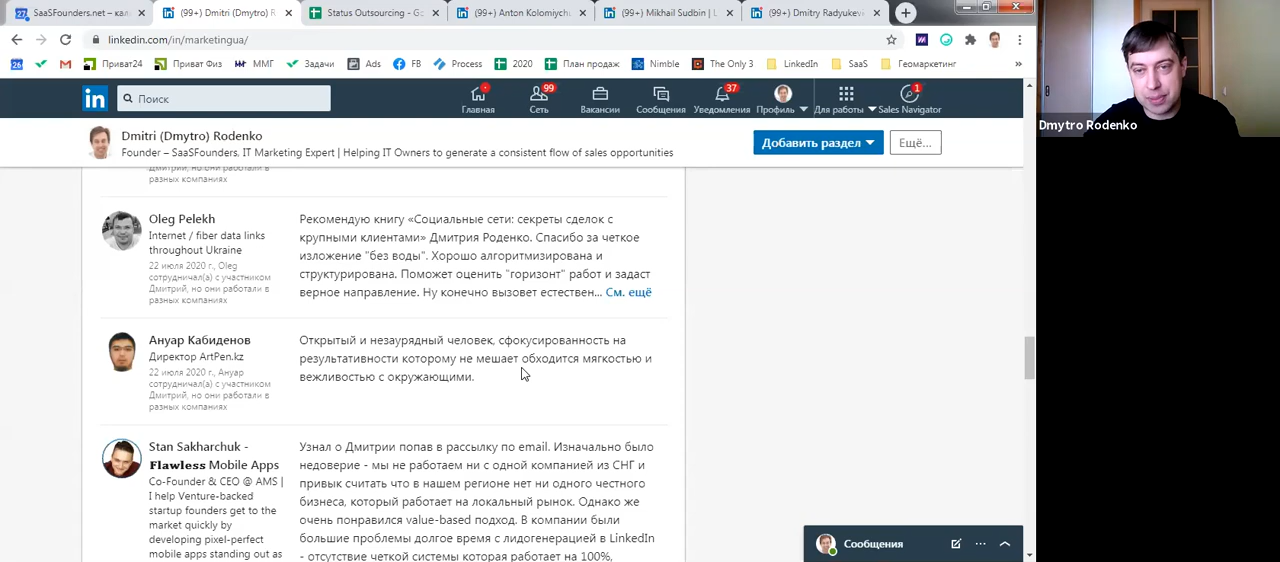 SaaSFounders.net – кал
(99+) Dmitri (Dmytro) R
Status Outsourcing - Go
(99+) Anton Kolomiych
(99+) Mikhail Sudbin | L
(99+) Dmitry Radyukev
linkedin.com/in/marketingua/
Приват24
Приват Физ
ММГ
Задачи
Ads
FB
Process
2020
План продаж
Nimble
The Only 3
LinkedIn
SaaS
Геомаркетинг
»
Dmytro Rodenko
in
Поиск
Главная
99
Сеть
Вакансии
Сообщения
37
Уведомления
Профиль
Для работы
1
Sales Navigator
Dmitri (Dmytro) Rodenko
Founder – SaaSFounders, IT Marketing Expert | Helping IT Owners to generate a consistent flow of sales opportunities
Добавить раздел
Ещё...
Дмитрий, но они работали в
разных компаниях
Oleg Pelekh
Internet / fiber data links
throughout Ukraine
22 июля 2020 г., Oleg
сотрудничал(а) с участником
Дмитрий, но они работали в
разных компаниях
Рекомендую книгу «Социальные сети: секреты сделок с
крупными клиентами» Дмитрия Роденко. Спасибо за четкое
изложение "без воды". Хорошо алгоритмизирована и
структурирована. Поможет оценить "горизонт" работ и задаст
верное направление. Ну конечно вызовет естествен... См. ещё
Ануар Кабиденов
Директор ArtPen.kz
22 июля 2020 г., Ануар
сотрудничал(а) с участником
Дмитрий, но они работали в
разных компаниях
Открытый и незаурядный человек, сфокусированность на
результативности которому не мешает обходится мягкостью и
вежливостью с окружающими.
Stan Sakharchuk -
Flawless Mobile Apps
Co-Founder & CEO @ AMS |
I help Venture-backed
startup founders get to the
market quickly by
developing pixel-perfect
mobile apps standing out as
Узнал о Дмитрии попав в рассылку по email. Изначально было
недоверие - мы не работаем ни с одной компанией из СНГ и
привык считать что в нашем регионе нет ни одного честного
бизнеса, который работает на локальный рынок. Однако же
очень понравился value-based подход. В компании были
большие проблемы долгое время с лидогенерацией в LinkedIn
- отсутствие четкой системы которая работает на 100%,
Сообщения